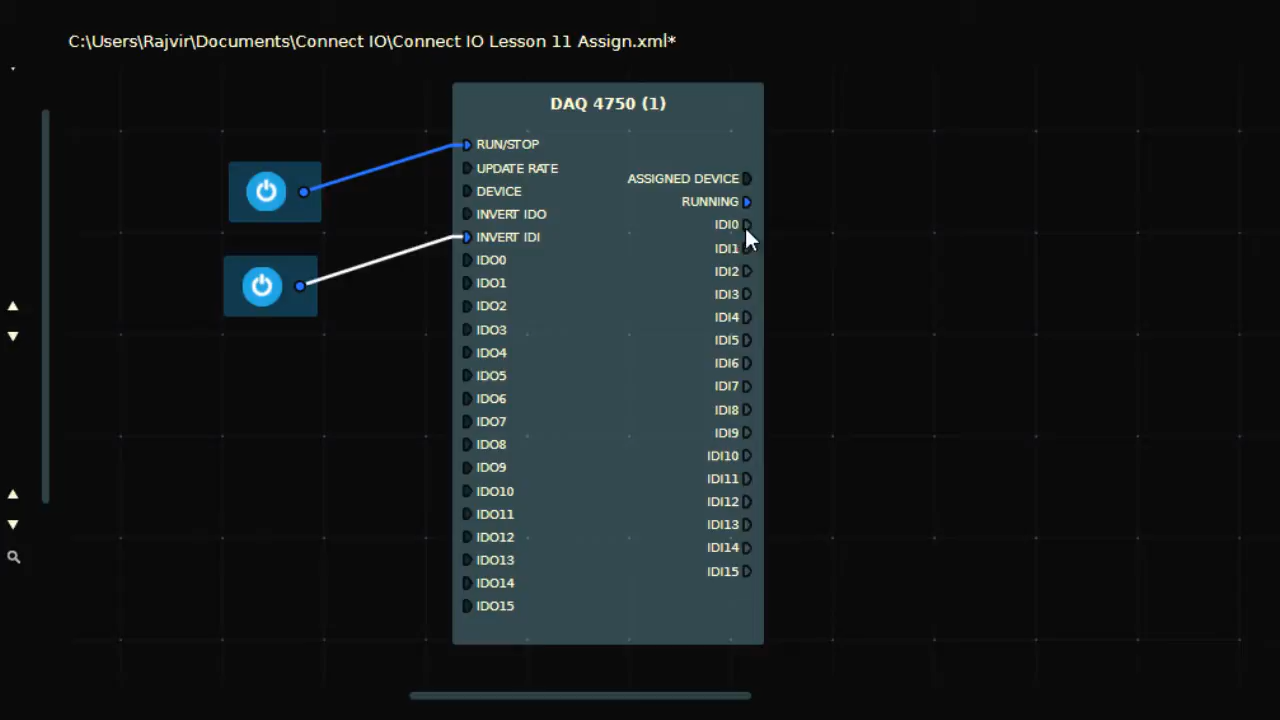 C:\Users\Rajvir\Documents\Connect IO\Connect IO Lesson 11 Assign.xml*
DAQ 4750 (1)
RUN/STOP
UPDATE RATE
DEVICE
INVERT IDO
INVERT IDI
IDO0
IDO1
IDO2
IDO3
IDO4
IDO5
IDO6
IDO7
IDO8
IDO9
IDO10
IDO11
IDO12
IDO13
IDO14
IDO15
ASSIGNED DEVICE
RUNNING
IDI0
IDI1
IDI2
IDI3
IDI4
IDI5
IDI6
IDI7
IDI8
IDI9
IDI10
IDI11
IDI12
IDI13
IDI14
IDI15